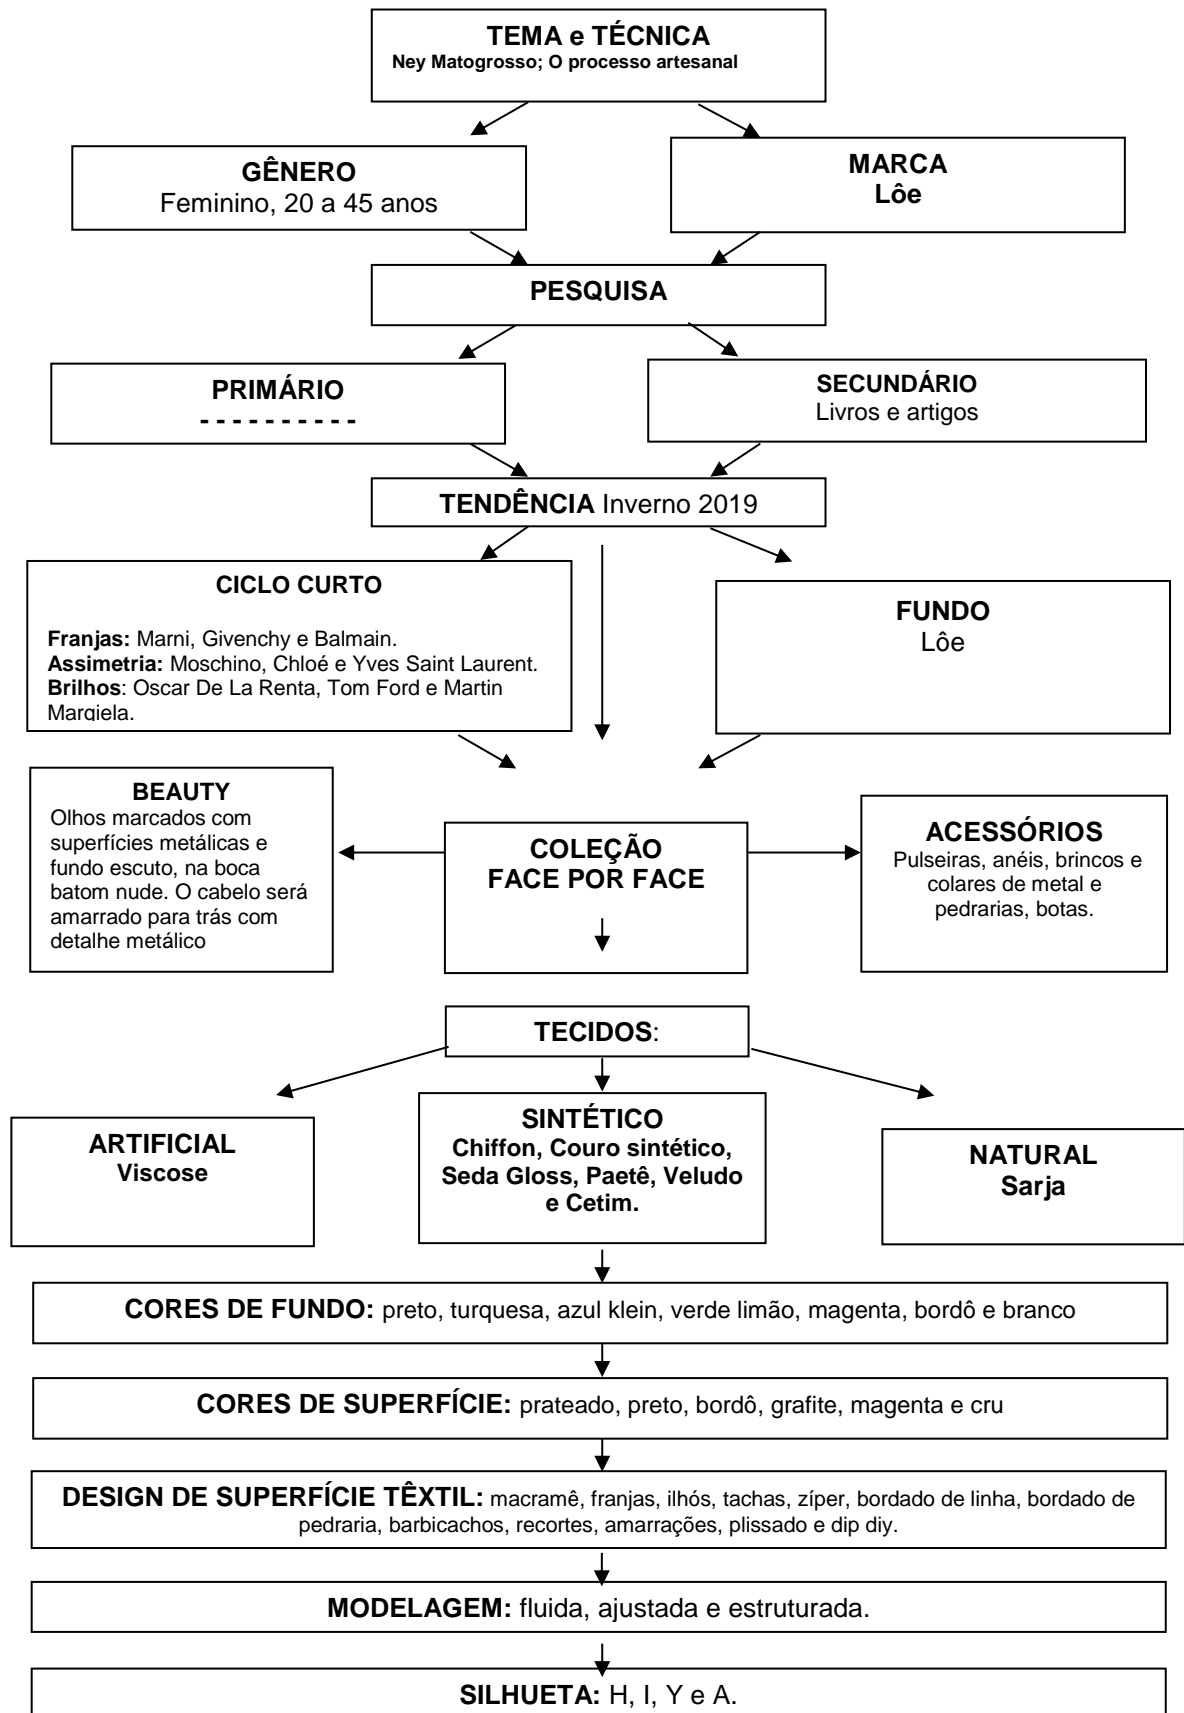 TEMA e TÉCNICA
Ney Matogrosso; O processo artesanal
GÊNERO
Feminino, 20 a 45 anos
MARCA
Lôe
PESQUISA
PRIMÁRIO
- - - - - - - - - -
SECUNDÁRIO
Livros e artigos
TENDÊNCIA Inverno 2019
CICLO CURTO
Franjas: Marni, Givenchy e Balmain.
Assimetria: Moschino, Chloé e Yves Saint Laurent.
Brilhos: Oscar De La Renta, Tom Ford e Martin
Margiela.
FUNDO
Lôe
BEAUTY
Olhos marcados com
superfícies metálicas e
fundo escuto, na boca
batom nude. O cabelo será
amarrado para trás com
detalhe metálico
COLEÇÃO
FACE POR FACE
ACESSÓRIOS
Pulseiras, anéis, brincos e
colares de metal e
pedrarias, botas.
TECIDOS:
ARTIFICIAL
Viscose
SINTÉTICO
Chiffon, Couro sintético,
Seda Gloss, Paetê, Veludo
e Cetim.
NATURAL
Sarja
CORES DE FUNDO: preto, turquesa, azul klein, verde limão, magenta, bordô e branco
CORES DE SUPERFÍCIE: prateado, preto, bordô, grafite, magenta e cru
DESIGN DE SUPERFÍCIE TÊXTIL: macramê, franjas, ilhós, tachas, zíper, bordado de linha, bordado de
pedraria, barbicachos, recortes, amarrações, plissado e dip diy.
MODELAGEM: fluida, ajustada e estruturada.
SILHUETA: H, I, Y e A.